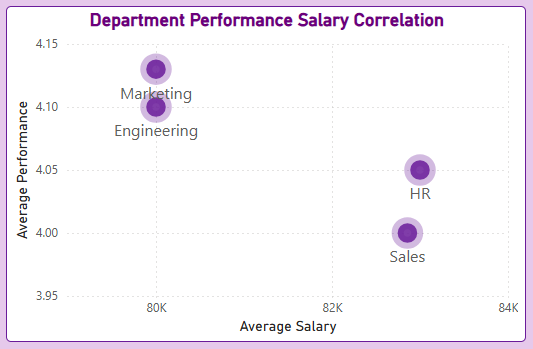 Department Performance Salary Correlation
4.15
Marketing
4.10
Engineering
4.05
HR
4.00
Sales
3.95
80K 82K 84K
Average Salary
Average Performance